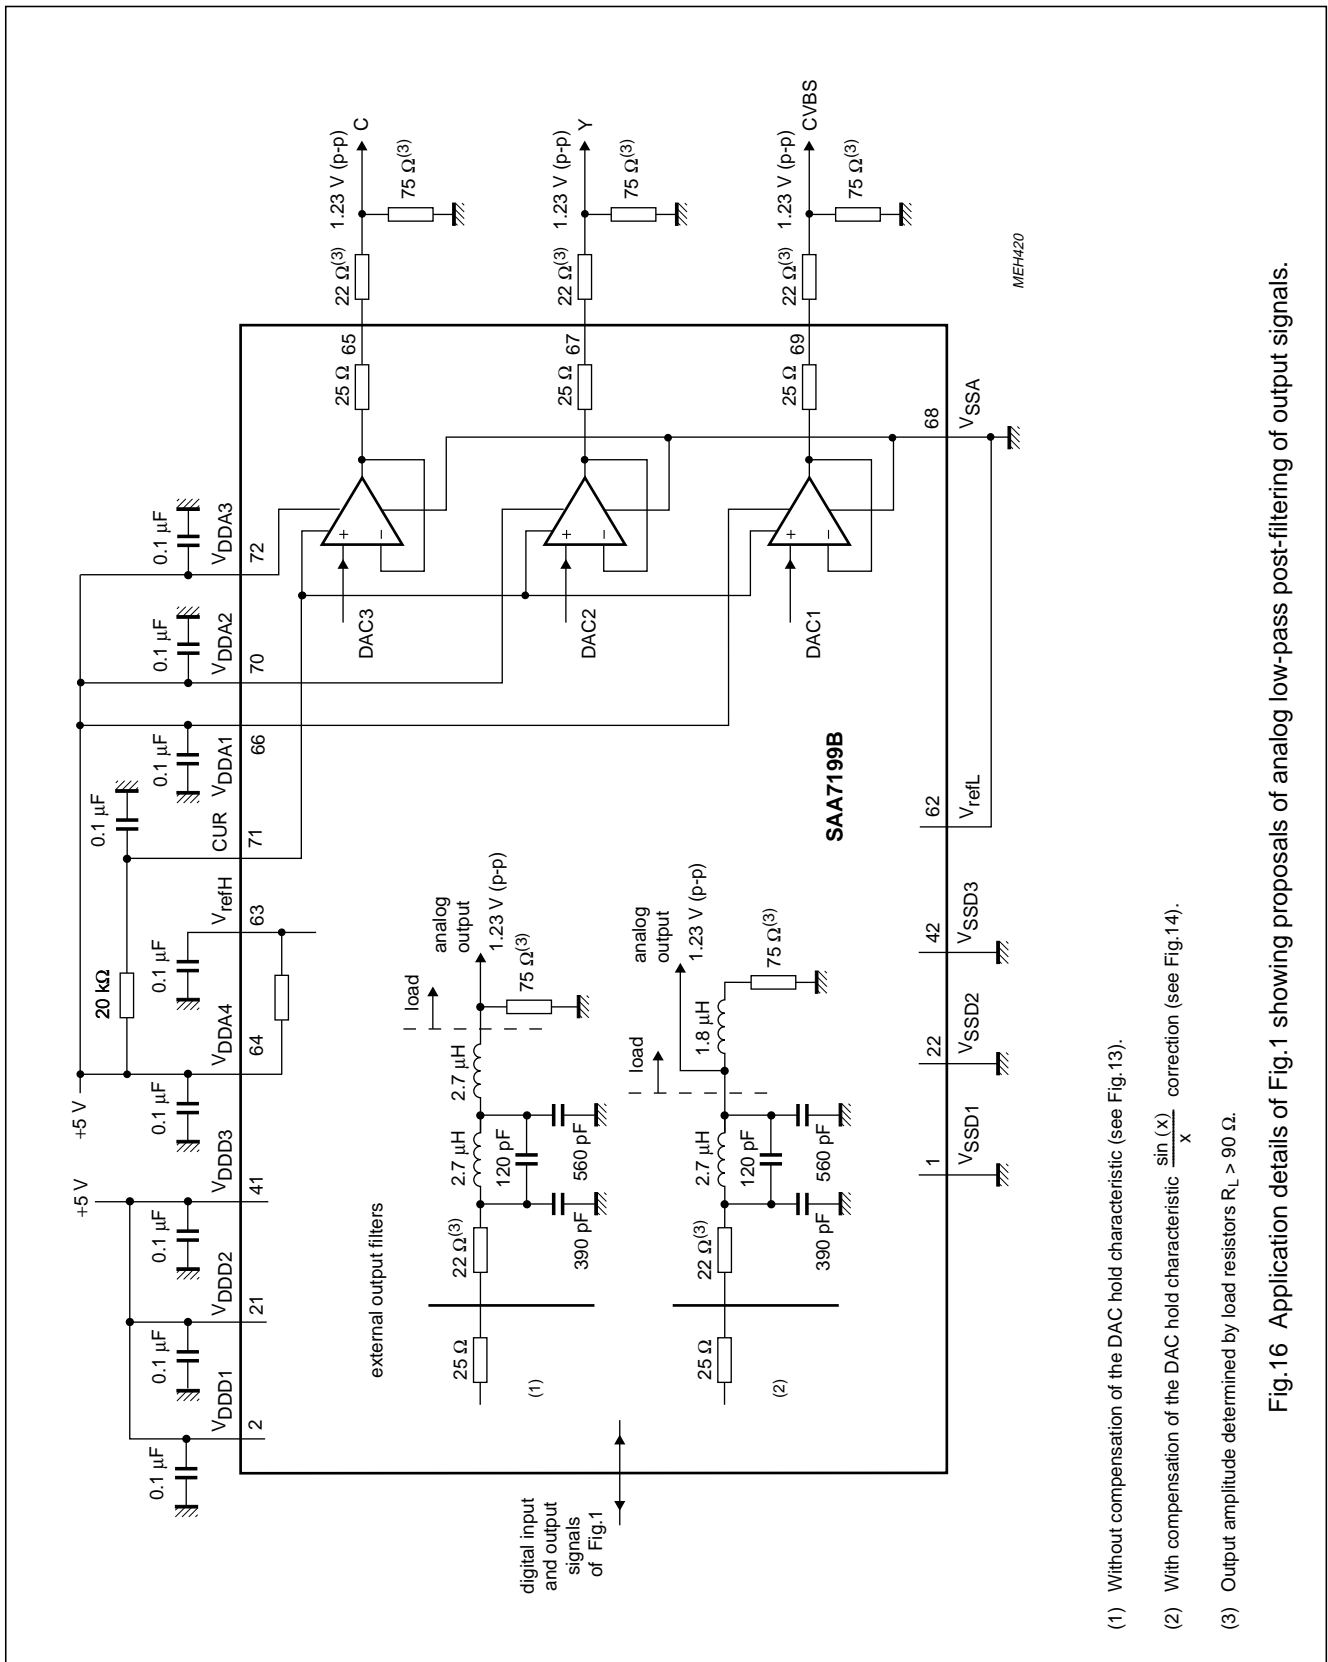 +5 V
+5 V
0.1 µF
VDDD1
2
0.1 µF
VDDD2
21
0.1 µF
VDDD3
41
0.1 µF
VDDA4
64
20 kΩ
0.1 µF
VrefH
63
0.1 µF
CUR
71
0.1 µF
VDDA1
66
0.1 µF
VDDA2
70
0.1 µF
VDDA3
72
DAC3
+
−
25 Ω
65
22 Ω(3)
1.23 V (p-p)
C
75 Ω(3)
DAC2
+
−
25 Ω
67
22 Ω(3)
1.23 V (p-p)
Y
75 Ω(3)
DAC1
+
−
25 Ω
69
22 Ω(3)
1.23 V (p-p)
CVBS
75 Ω(3)
external output filters
25 Ω
(1)
22 Ω(3)
390 pF
2.7 µH
120 pF
560 pF
2.7 µH
load
analog
output
1.23 V (p-p)
75 Ω(3)
25 Ω
(2)
22 Ω(3)
390 pF
2.7 µH
120 pF
560 pF
load
1.8 µH
analog
output
1.23 V (p-p)
75 Ω(3)
SAA7199B
digital input
and output
signals
of Fig.1
1
VSSD1
22
VSSD2
42
VSSD3
62
VrefL
68
VSSA
MEH420
(1) Without compensation of the DAC hold characteristic (see Fig.13).
(2) With compensation of the DAC hold characteristic sin (x) / x correction (see Fig.14).
(3) Output amplitude determined by load resistors RL > 90 Ω.
Fig.16 Application details of Fig.1 showing proposals of analog low-pass post-filtering of output signals.